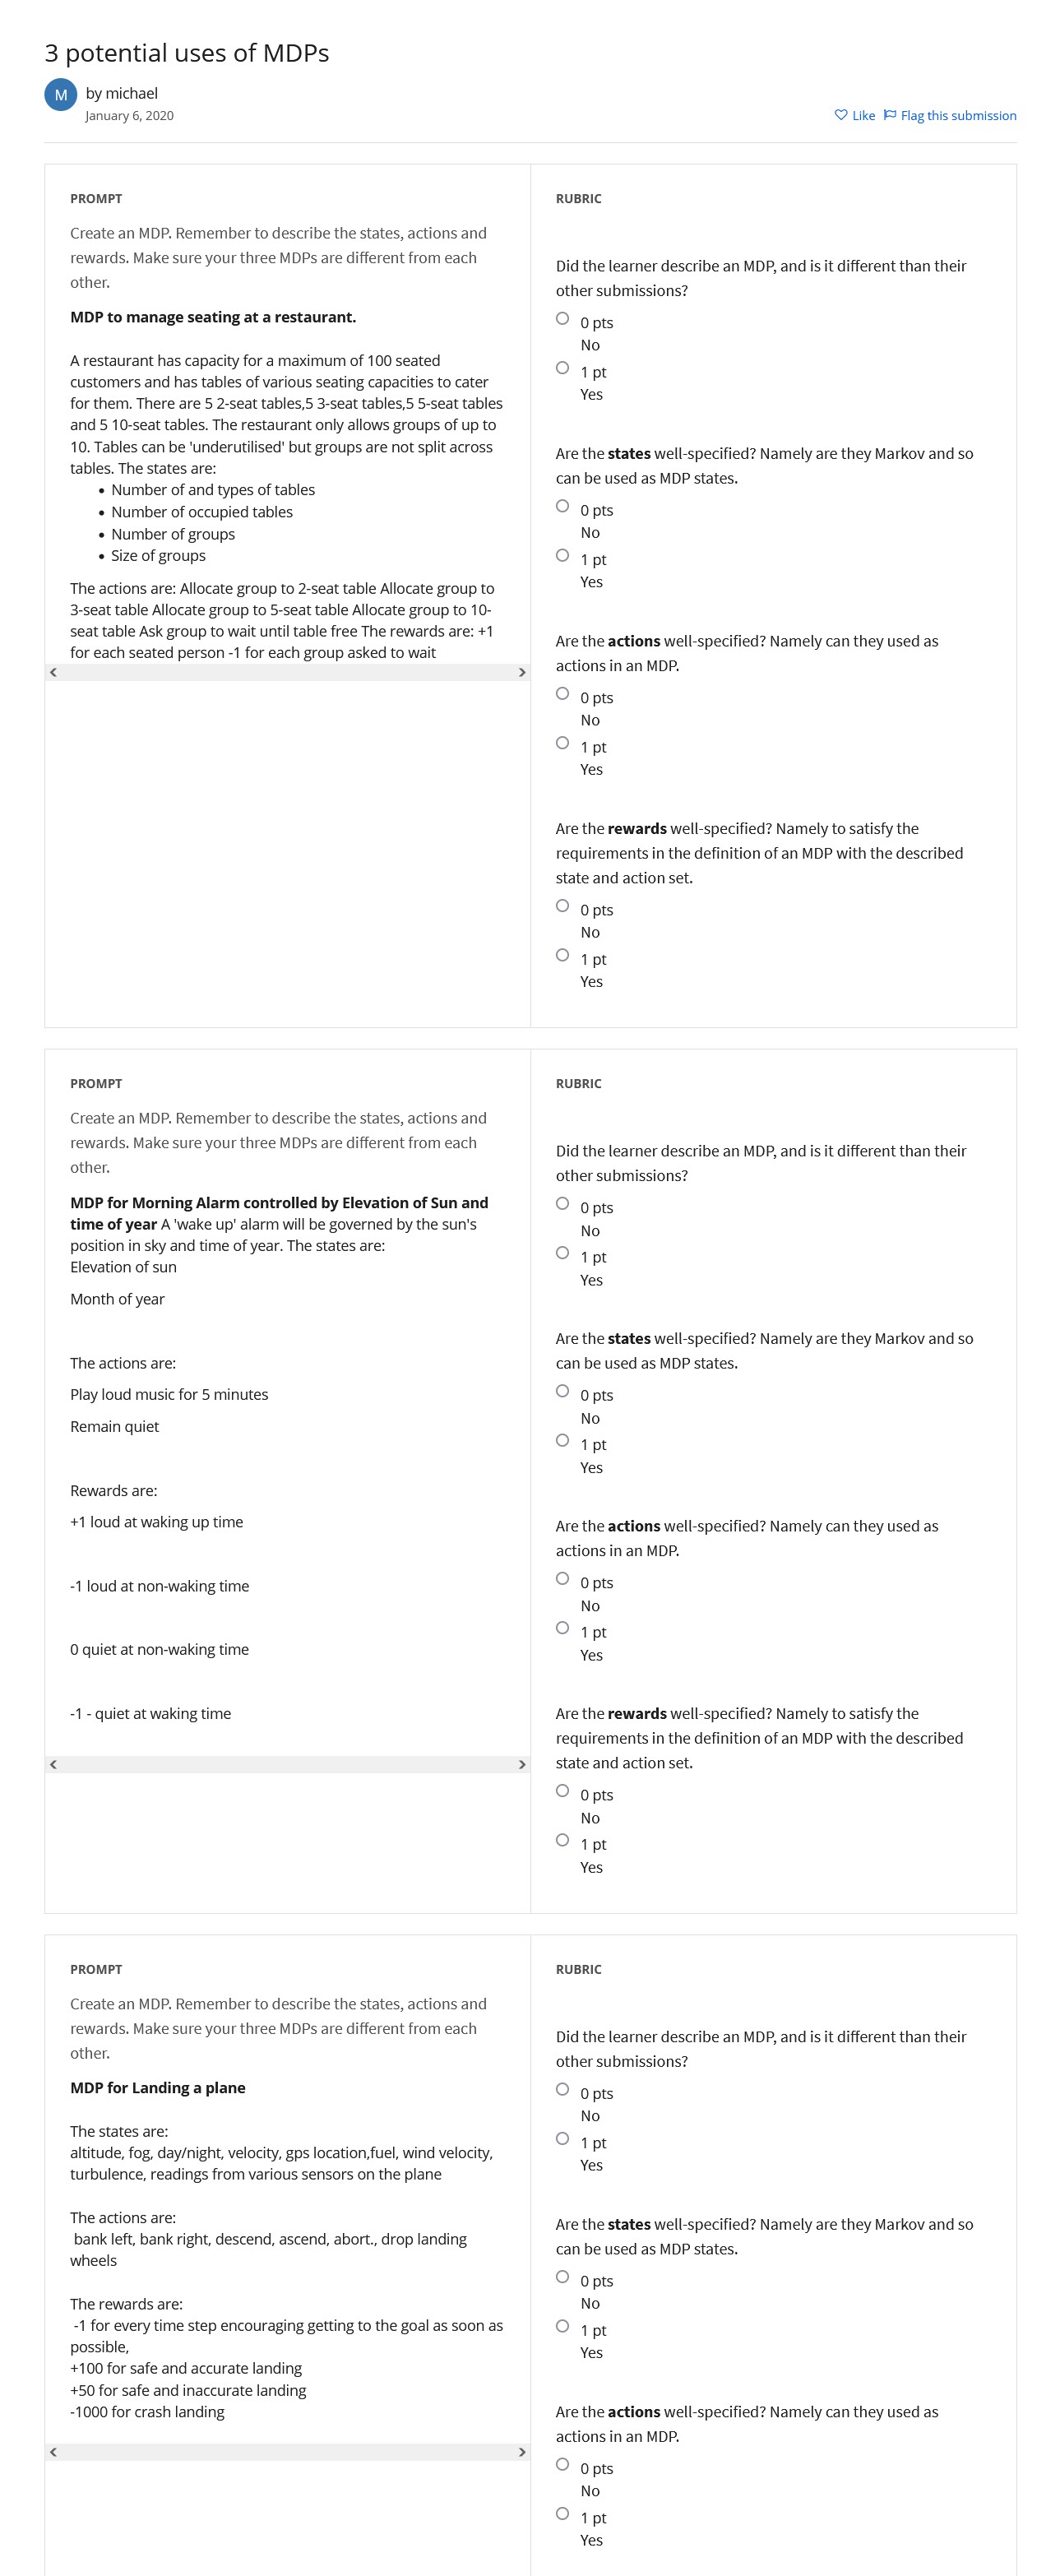 3 potential uses of MDPs
M
by michael
January 6, 2020
Like
Flag this submission
PROMPT
Create an MDP. Remember to describe the states, actions and
rewards. Make sure your three MDPs are different from each
other.
MDP to manage seating at a restaurant.
A restaurant has capacity for a maximum of 100 seated
customers and has tables of various seating capacities to cater
for them. There are 5 2-seat tables,5 3-seat tables,5 5-seat tables
and 5 10-seat tables. The restaurant only allows groups of up to
10. Tables can be 'underutilised' but groups are not split across
tables. The states are:
• Number of and types of tables
• Number of occupied tables
• Number of groups
• Size of groups
The actions are: Allocate group to 2-seat table Allocate group to
3-seat table Allocate group to 5-seat table Allocate group to 10-
seat table Ask group to wait until table free The rewards are: +1
for each seated person -1 for each group asked to wait
RUBRIC
Did the learner describe an MDP, and is it different than their
other submissions?
0 pts
No
1 pt
Yes
Are the states well-specified? Namely are they Markov and so
can be used as MDP states.
0 pts
No
1 pt
Yes
Are the actions well-specified? Namely can they used as
actions in an MDP.
0 pts
No
1 pt
Yes
Are the rewards well-specified? Namely to satisfy the
requirements in the definition of an MDP with the described
state and action set.
0 pts
No
1 pt
Yes
PROMPT
Create an MDP. Remember to describe the states, actions and
rewards. Make sure your three MDPs are different from each
other.
MDP for Morning Alarm controlled by Elevation of Sun and
time of year A 'wake up' alarm will be governed by the sun's
position in sky and time of year. The states are:
Elevation of sun
Month of year
The actions are:
Play loud music for 5 minutes
Remain quiet
Rewards are:
+1 loud at waking up time
-1 loud at non-waking time
0 quiet at non-waking time
-1 - quiet at waking time
RUBRIC
Did the learner describe an MDP, and is it different than their
other submissions?
0 pts
No
1 pt
Yes
Are the states well-specified? Namely are they Markov and so
can be used as MDP states.
0 pts
No
1 pt
Yes
Are the actions well-specified? Namely can they used as
actions in an MDP.
0 pts
No
1 pt
Yes
Are the rewards well-specified? Namely to satisfy the
requirements in the definition of an MDP with the described
state and action set.
0 pts
No
1 pt
Yes
PROMPT
Create an MDP. Remember to describe the states, actions and
rewards. Make sure your three MDPs are different from each
other.
MDP for Landing a plane
The states are:
altitude, fog, day/night, velocity, gps location,fuel, wind velocity,
turbulence, readings from various sensors on the plane
The actions are:
bank left, bank right, descend, ascend, abort., drop landing
wheels
The rewards are:
-1 for every time step encouraging getting to the goal as soon as
possible,
+100 for safe and accurate landing
+50 for safe and inaccurate landing
-1000 for crash landing
RUBRIC
Did the learner describe an MDP, and is it different than their
other submissions?
0 pts
No
1 pt
Yes
Are the states well-specified? Namely are they Markov and so
can be used as MDP states.
0 pts
No
1 pt
Yes
Are the actions well-specified? Namely can they used as
actions in an MDP.
0 pts
No
1 pt
Yes